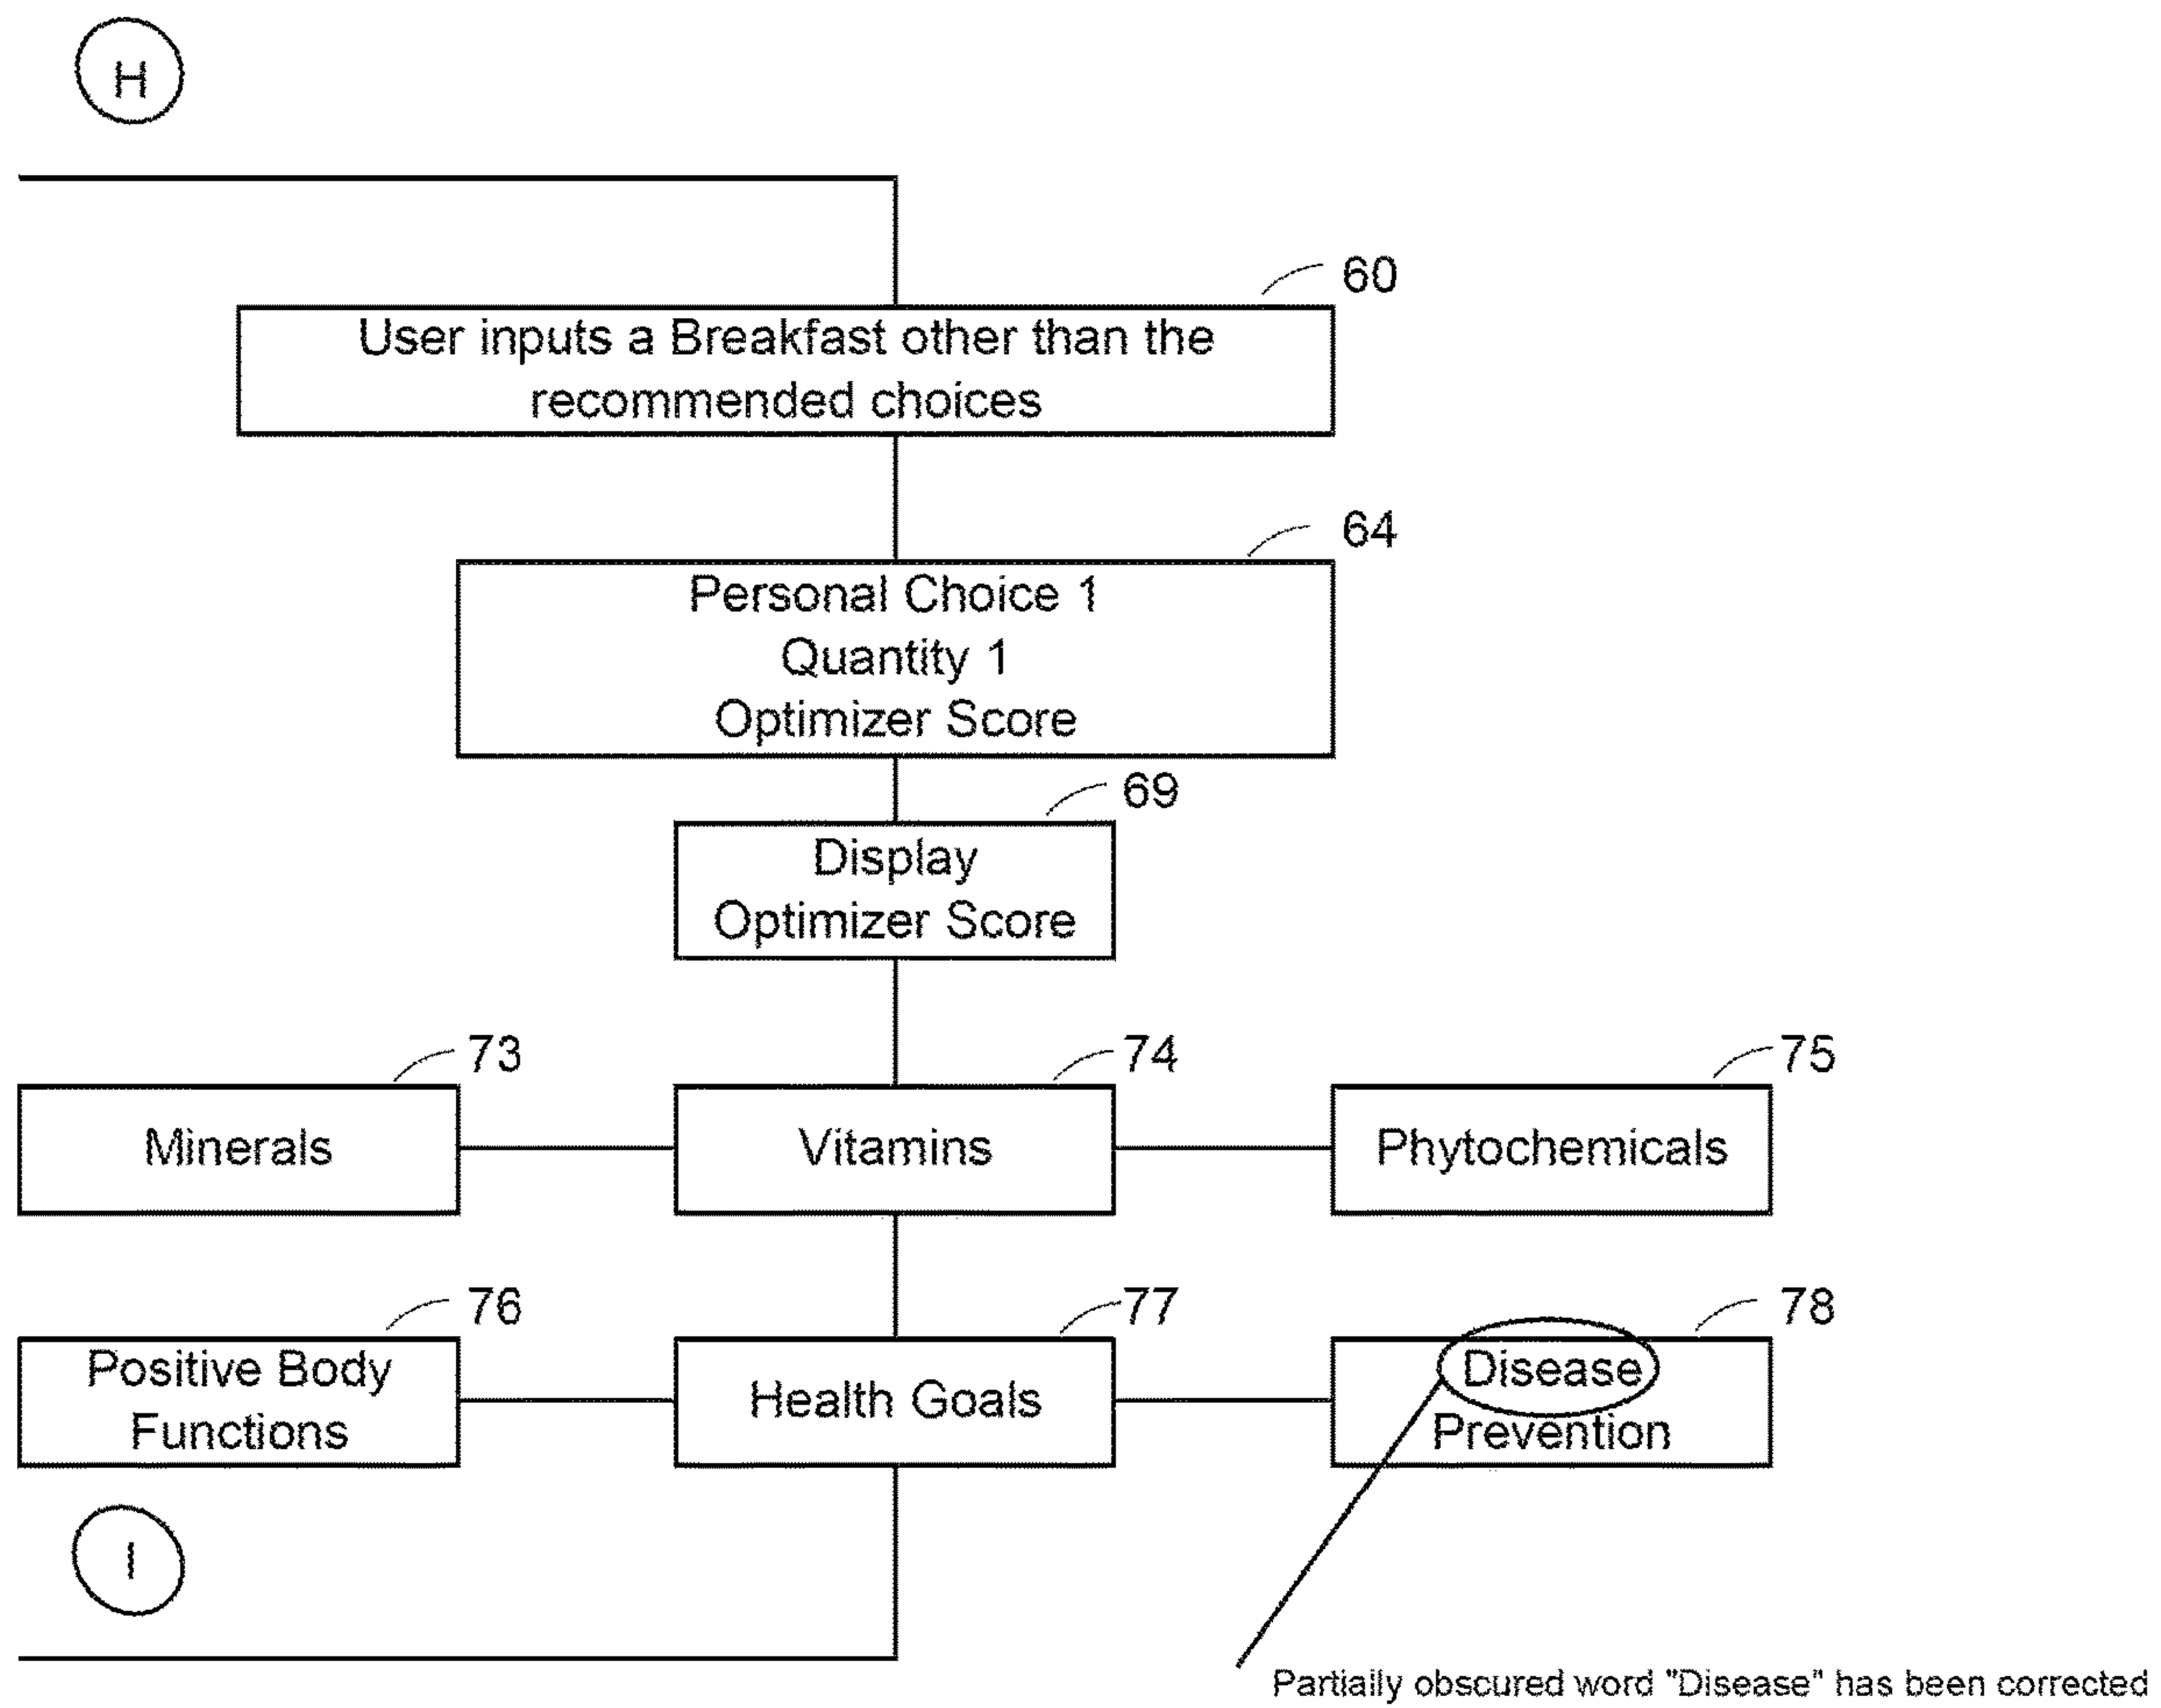 H
60
User inputs a Breakfast other than the
recommended choices
64
Personal Choice 1
Quantity 1
Optimizer Score
69
Display
Optimizer Score
73
74
75
Minerals
Vitamins
Phytochemicals
76
77
78
Positive Body
Functions
Health Goals
Disease
Prevention
I
Partially obscured word "Disease" has been corrected